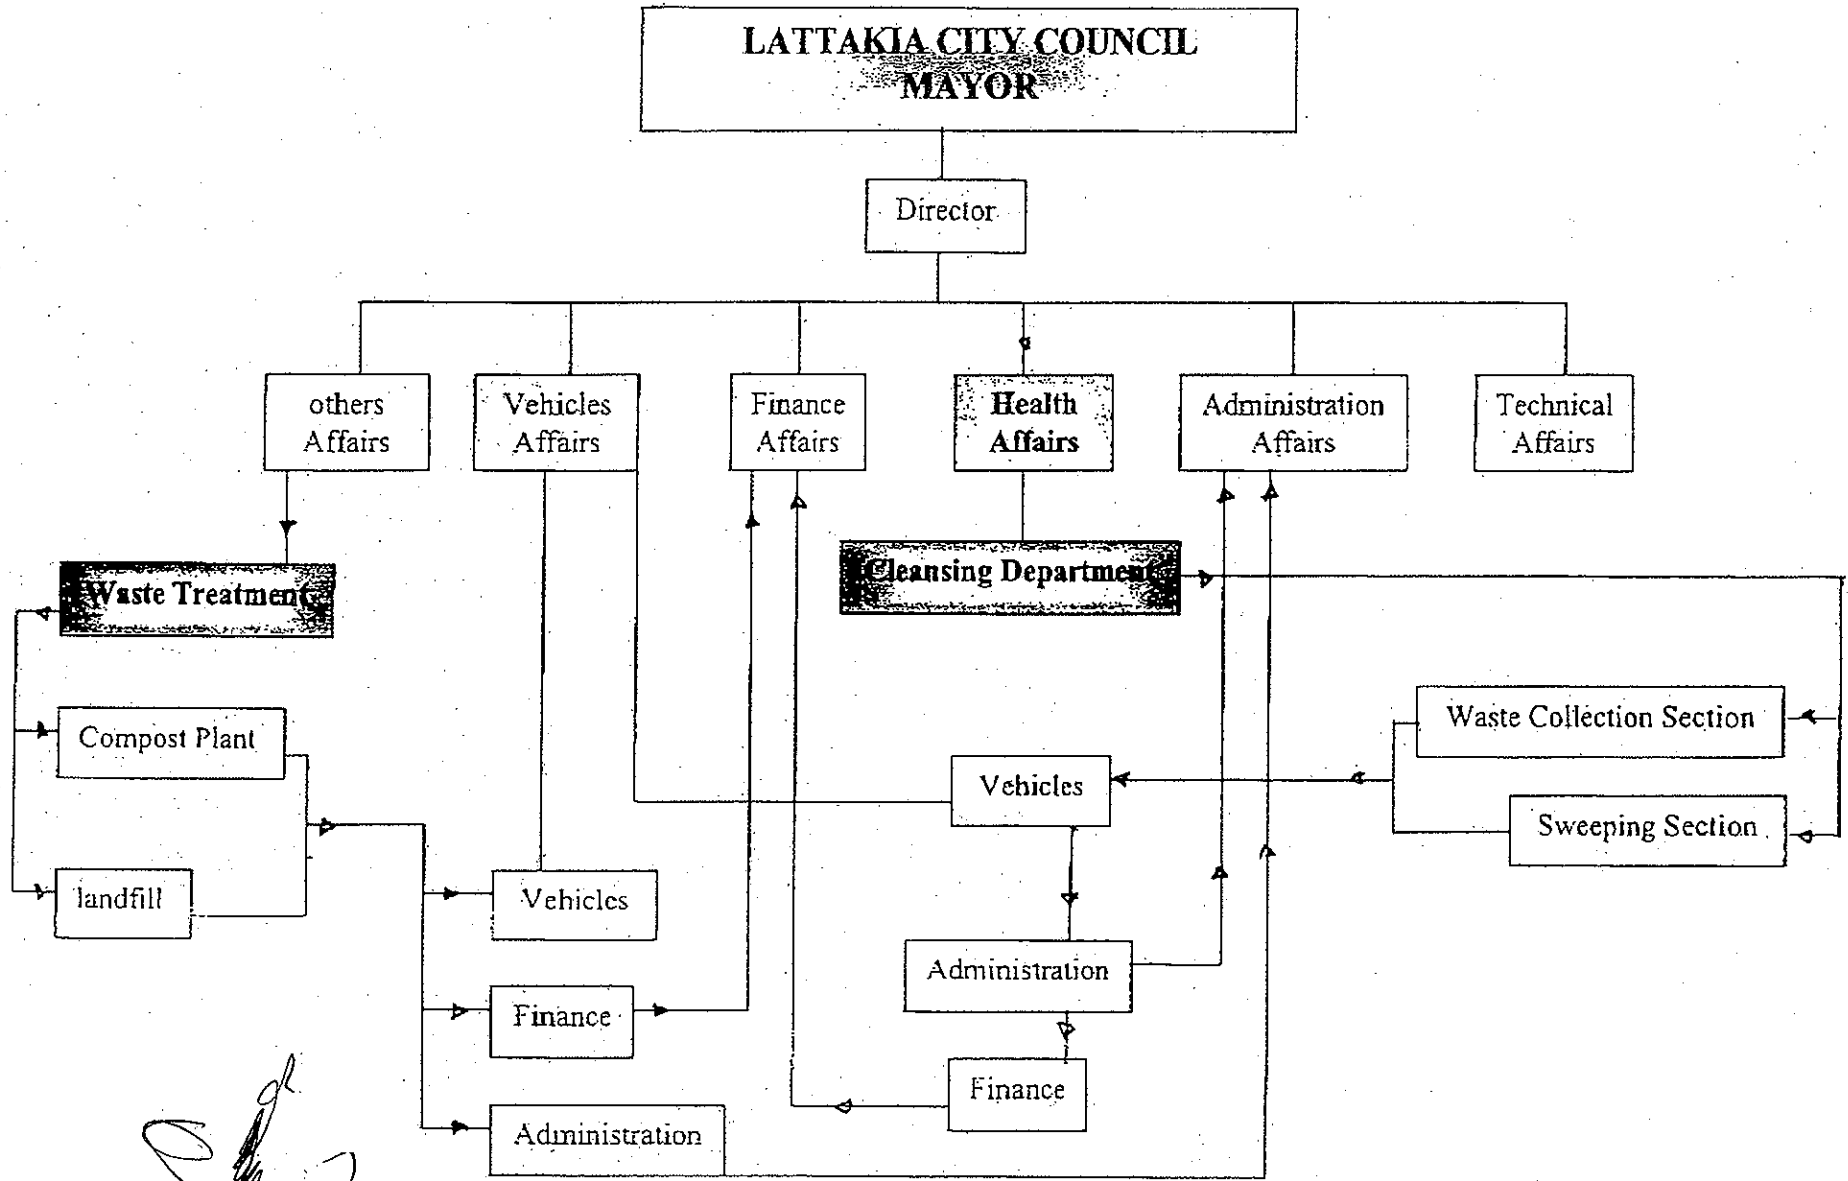 LATTAKIA CITY COUNCIL
MAYOR
Director
others
Affairs
Vehicles
Affairs
Finance
Affairs
Health
Affairs
Administration
Affairs
Technical
Affairs
Waste Treatment
Cleansing Department
Compost Plant
landfill
Vehicles
Finance
Administration
Vehicles
Administration
Finance
Waste Collection Section
Sweeping Section